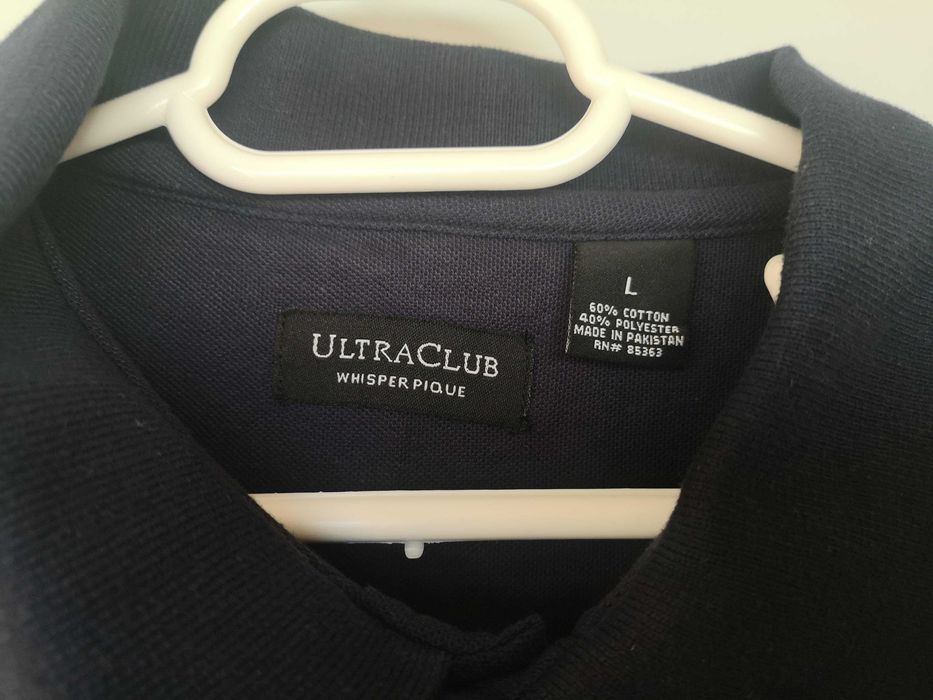 ULTRACLUB
WHISPER PIQUE
L
60% COTTON
40% POLYESTER
MADE IN PAKISTAN
RN# 85363